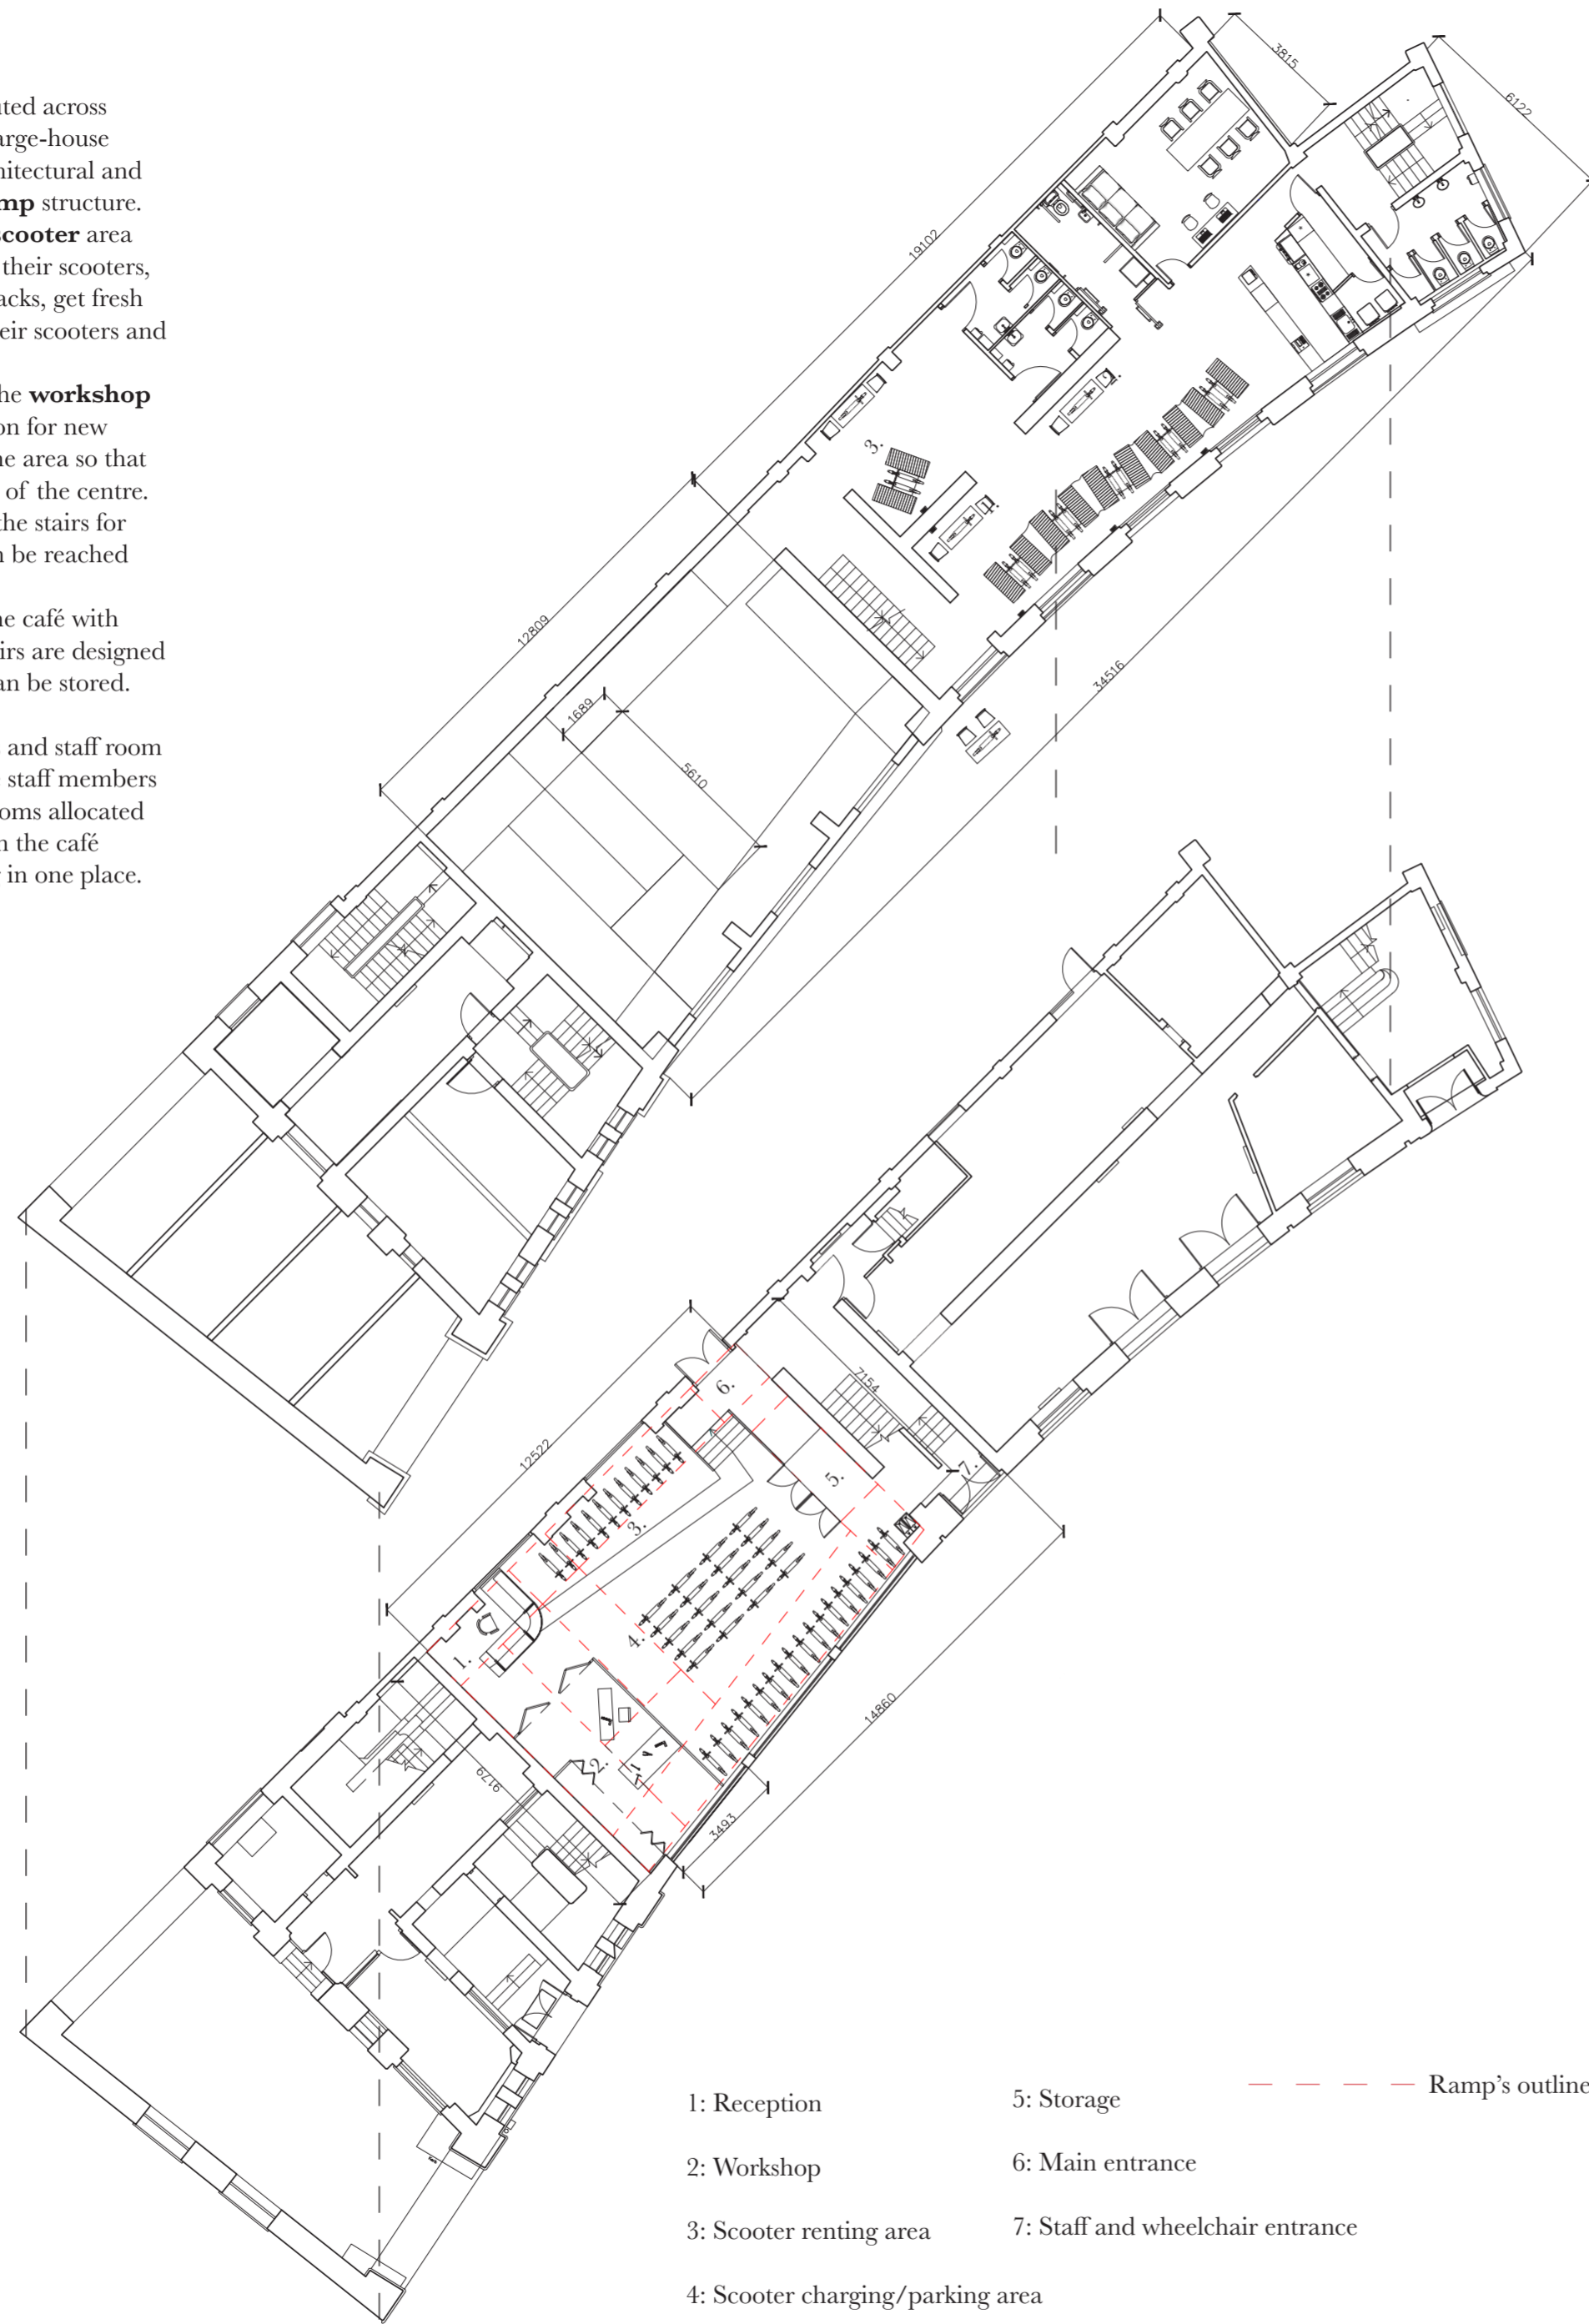 ted across
arge-house
hitectural and
mp structure.
scooter area
their scooters,
acks, get fresh
eir scooters and
he workshop
on for new
ne area so that
of the centre.
the stairs for
n be reached
ne café with
irs are designed
an be stored.
and staff room
staff members
oms allocated
n the café
in one place.
3815
6122
19102
3.
12809
34516
1689
5610
7154
6.
12522
5.
7.
3.
4.
1.
14860
2.
9179
3493
1: Reception
2: Workshop
3: Scooter renting area
4: Scooter charging/parking area
5: Storage
6: Main entrance
7: Staff and wheelchair entrance
Ramp's outline